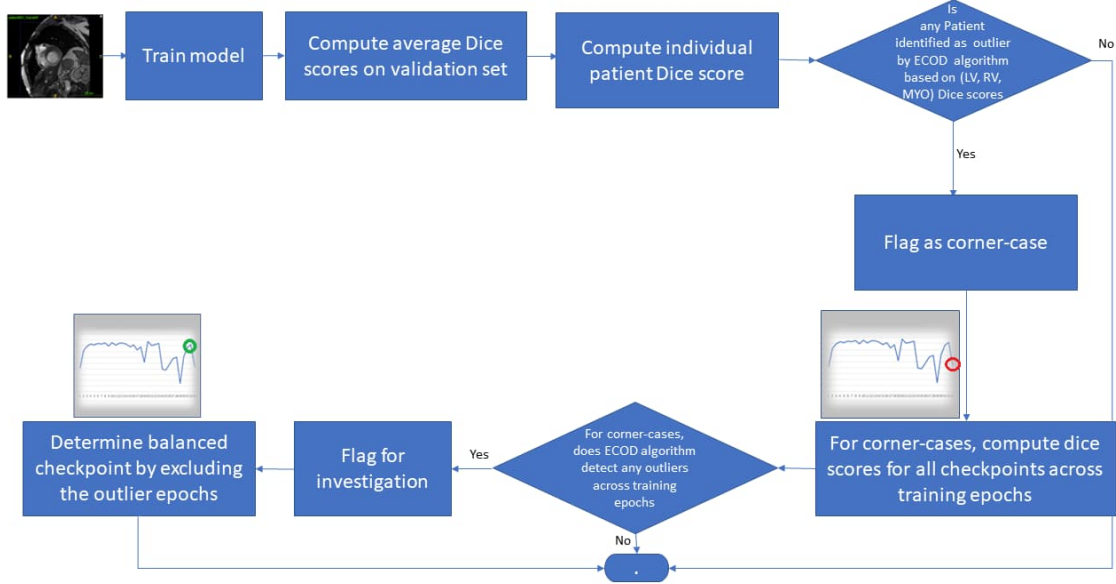 Train model
Compute average Dice
scores on validation set
Compute individual
patient Dice score
Is
any Patient
identified as outlier
by ECOD algorithm
based on (LV, RV,
MYO) Dice scores
No
Yes
Flag as corner-case
For corner-cases, compute dice
scores for all checkpoints across
training epochs
For corner-cases,
does ECOD algorithm
detect any outliers
across training
epochs
Yes
No
Flag for
investigation
Determine balanced
checkpoint by excluding
the outlier epochs
.